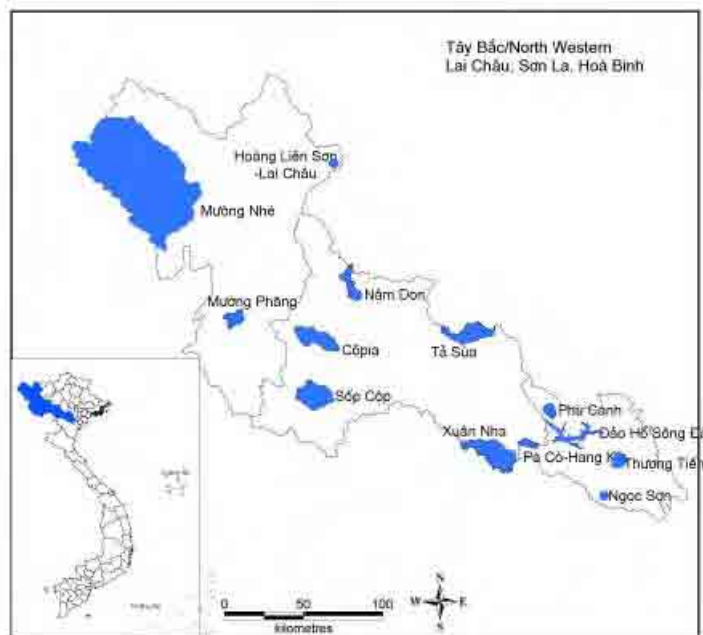 Tây Bắc/North Western
Lai Châu, Sơn La, Hoà Bình
Hoàng Liên Sơn
-Lai Châu
Mường Nhé
Nậm Don
Mường Phăng
Côpia
Tà Sùa
Sốp Cộp
Phu Canh
Xuân Nha
Đảo Hồ Sông Đà
Pà Cò-Hang K
Thượng Tiến
Ngọc Sơn
N
W E
S
0 50 100
kilometres